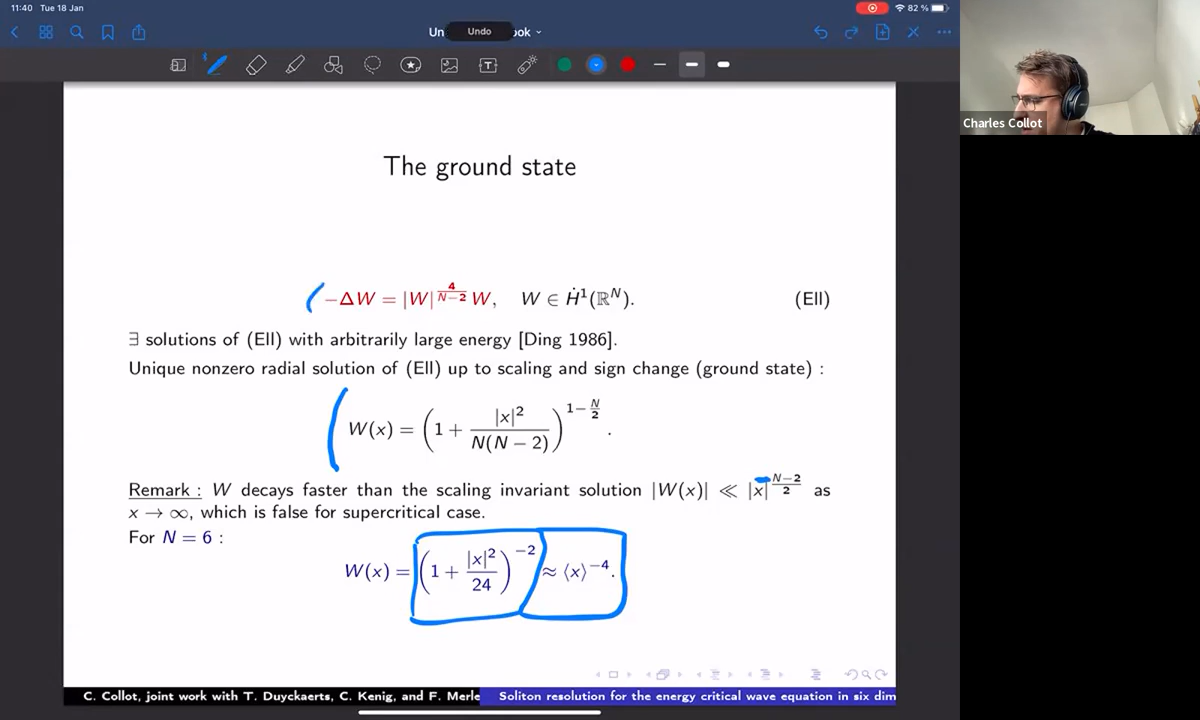 11:40 Tue 18 Jan
82 %
Un Undo ook
Charles Collot
The ground state
−ΔW = |W|^{4/(N−2)} W, W ∈ Ḣ¹(ℝᴺ). (Ell)
∃ solutions of (Ell) with arbitrarily large energy [Ding 1986].
Unique nonzero radial solution of (Ell) up to scaling and sign change (ground state) :
W(x) = (1 + |x|²/(N(N − 2)))^{1−N/2}.
Remark : W decays faster than the scaling invariant solution |W(x)| ≪ |x|^{−(N−2)/2} as
x → ∞, which is false for supercritical case.
For N = 6 :
W(x) = (1 + |x|²/24)^{−2} ≈ ⟨x⟩^{−4}.
C. Collot, joint work with T. Duyckaerts, C. Kenig, and F. Merle
Soliton resolution for the energy critical wave equation in six dim